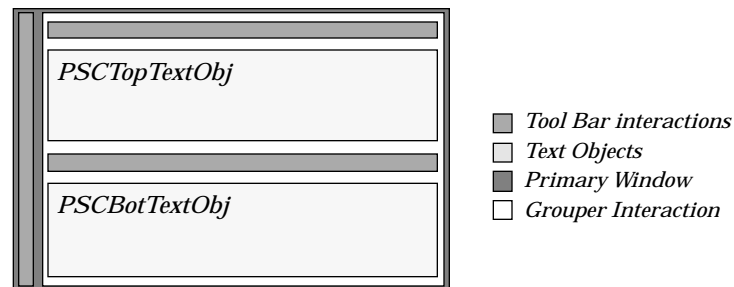 PSCTopTextObj
PSCBotTextObj
Tool Bar interactions
Text Objects
Primary Window
Grouper Interaction